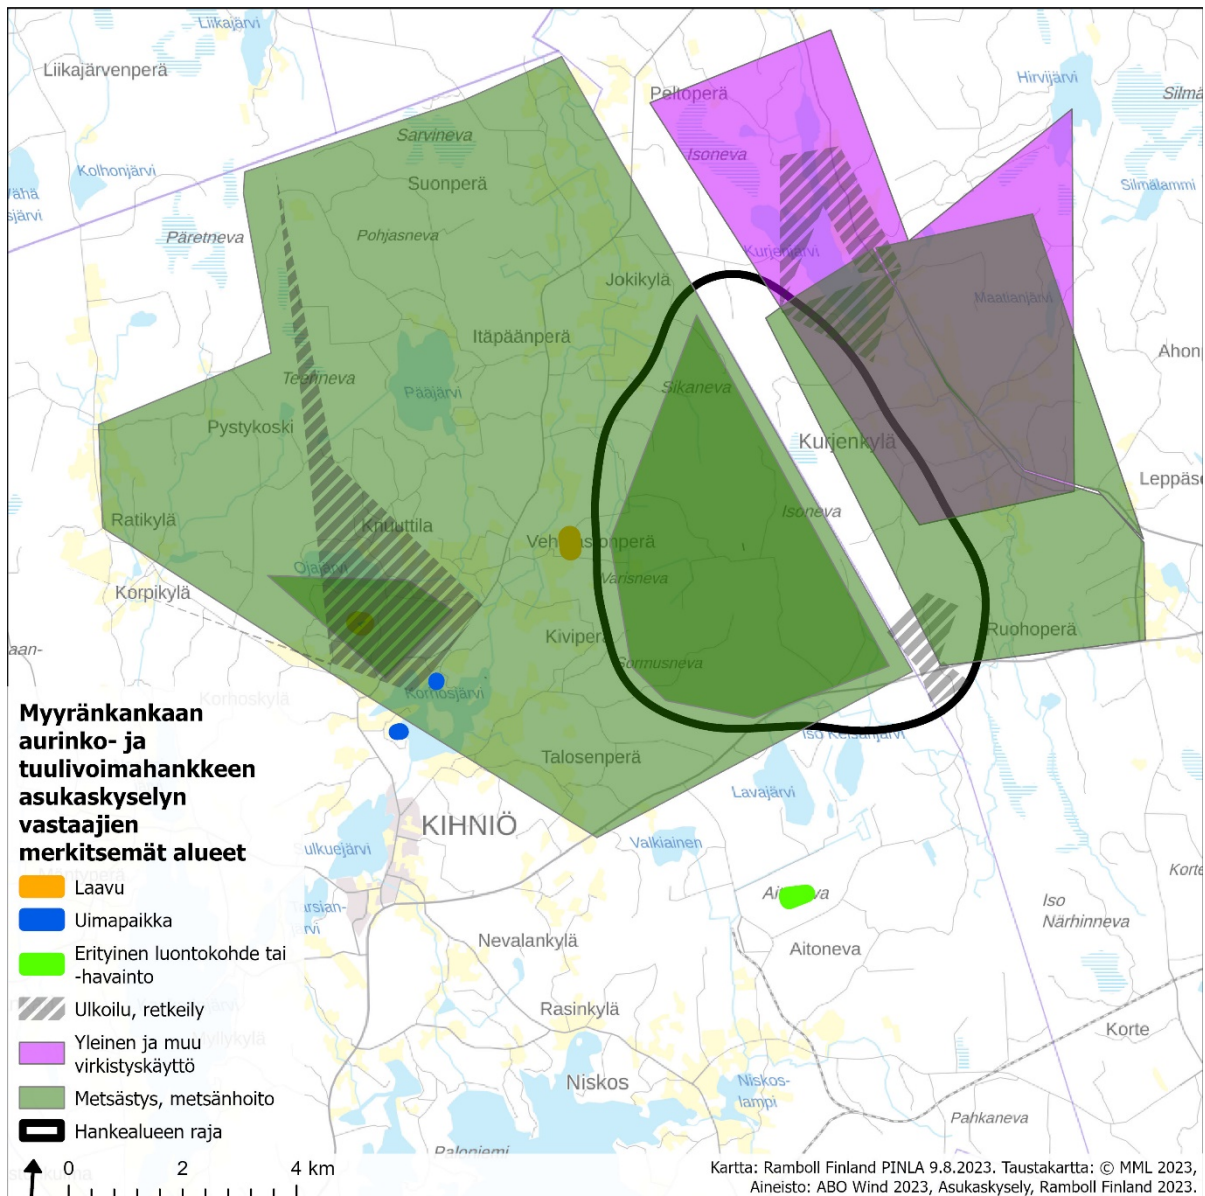 Liikajärvi
Liikajärvenperä
Peltoperä
Hirvijärvi
Sarvineva
Isoneva
Kolhonjärvi
Suonperä
Silmälammi
Päretneva
Pohjasneva
Kurjenjärvi
Jokikylä
Maatianjärvi
Itäpäänperä
Teerineva
Pääjärvi
Sikaneva
Pystykoski
Kurjenkylä
Ratikylä
Knuuttila
Isoneva
Ojajärvi
Varisneva
Korpikylä
Kiviperä
Ruohoperä
Sormusneva
Kornosjärvi
Korhoskylä
Talosenperä
Lavajärvi
KIHNIÖ
Valkiainen
Aitoneva
Iso
Närhinneva
Nevalankylä
Aitoneva
Rasinkylä
Korte
Niskos
Niskos-
lampi
Pahkaneva
Myyränkankaan
aurinko- ja
tuulivoimahankkeen
asukaskyselyn
vastaajien
merkitsemät alueet
Laavu
Uimapaikka
Erityinen luontokohde tai
-havainto
Ulkoilu, retkeily
Yleinen ja muu
virkistyskäyttö
Metsästys, metsänhoito
Hankealueen raja
0 2 4 km
Kartta: Ramboll Finland PINLA 9.8.2023. Taustakartta: © MML 2023,
Aineisto: ABO Wind 2023, Asukaskysely, Ramboll Finland 2023.